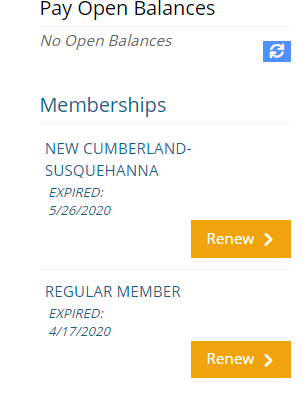 Pay Open Balances
No Open Balances
Memberships
NEW CUMBERLAND-
SUSQUEHANNA
EXPIRED:
5/26/2020
Renew
REGULAR MEMBER
EXPIRED:
4/17/2020
Renew